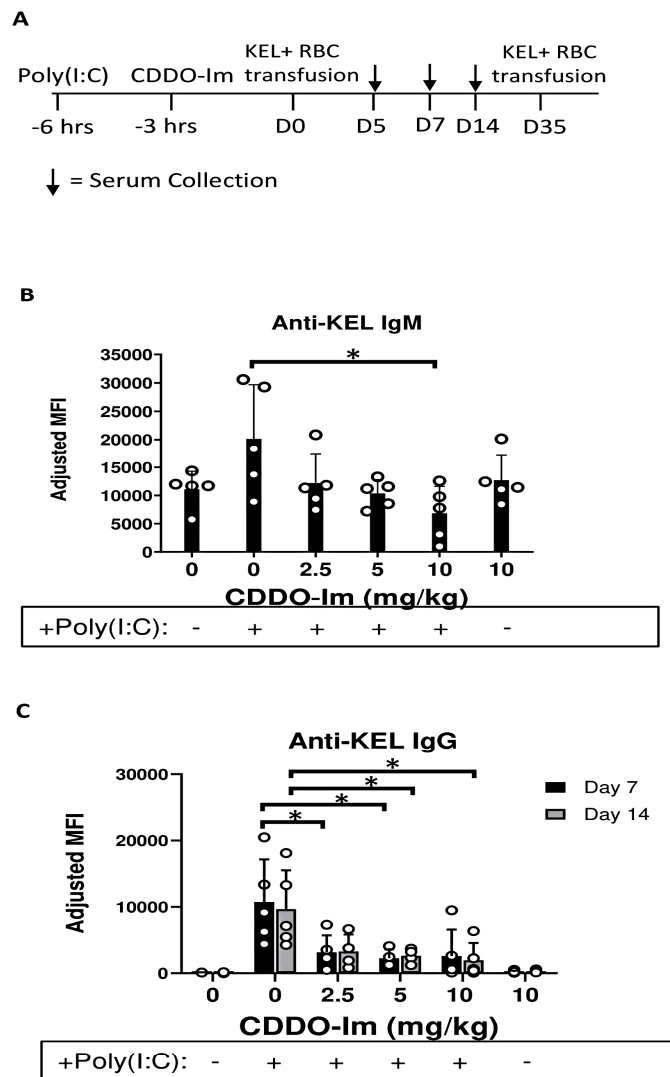 A
KEL+ RBC KEL+ RBC
Poly(I:C) CDDO-Im transfusion transfusion
-6 hrs -3 hrs D0 D5 D7 D14 D35
= Serum Collection
B
Anti-KEL IgM
Adjusted MFI
35000
30000
25000
20000
15000
10000
5000
0
*
0 0 2.5 5 10 10
CDDO-Im (mg/kg)
+Poly(I:C): - + + + + -
C
Anti-KEL IgG
Adjusted MFI
30000
20000
10000
0
*
*
*
*
Day 7
Day 14
0 0 2.5 5 10 10
CDDO-Im (mg/kg)
+Poly(I:C): - + + + + -